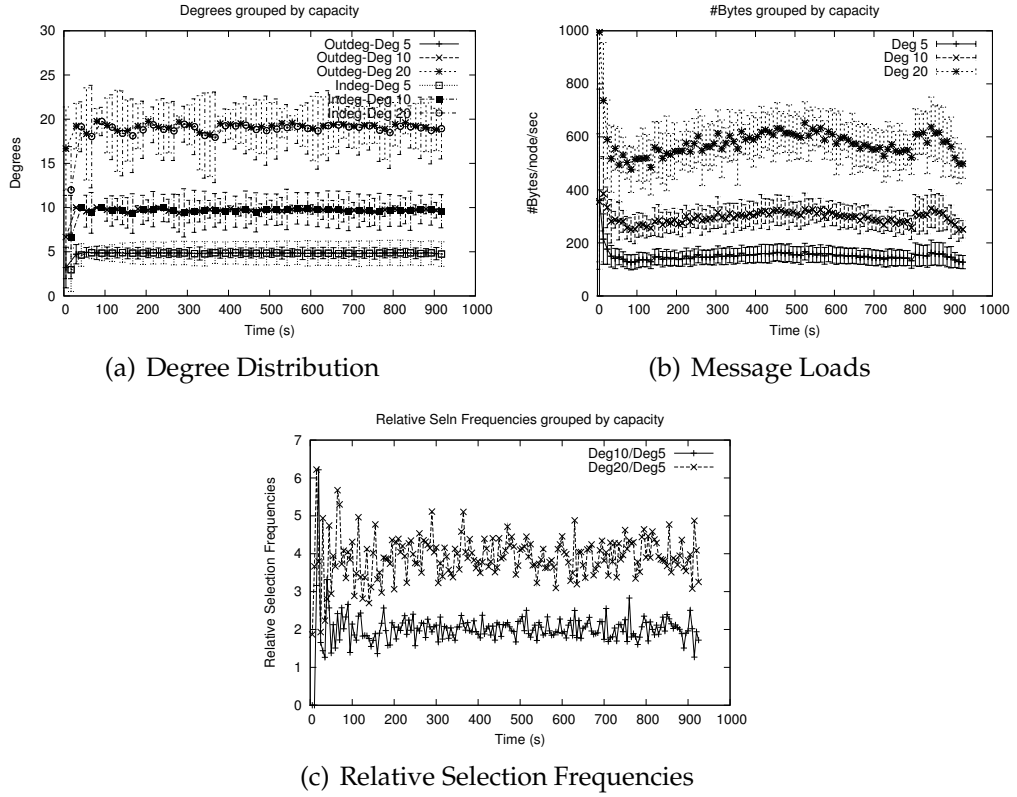 Degrees grouped by capacity
Degrees
30
25
20
15
10
5
0
Outdeg-Deg 5
Outdeg-Deg 10
Outdeg-Deg 20
Indeg-Deg 5
Indeg-Deg 10
Indeg-Deg 20
0 100 200 300 400 500 600 700 800 900 1000
Time (s)
(a) Degree Distribution
#Bytes grouped by capacity
#Bytes/node/sec
1000
800
600
400
200
0
Deg 5
Deg 10
Deg 20
0 100 200 300 400 500 600 700 800 900 1000
Time (s)
(b) Message Loads
Relative Seln Frequencies grouped by capacity
Relative Selection Frequencies
7
6
5
4
3
2
1
0
Deg10/Deg5
Deg20/Deg5
0 100 200 300 400 500 600 700 800 900 1000
Time (s)
(c) Relative Selection Frequencies